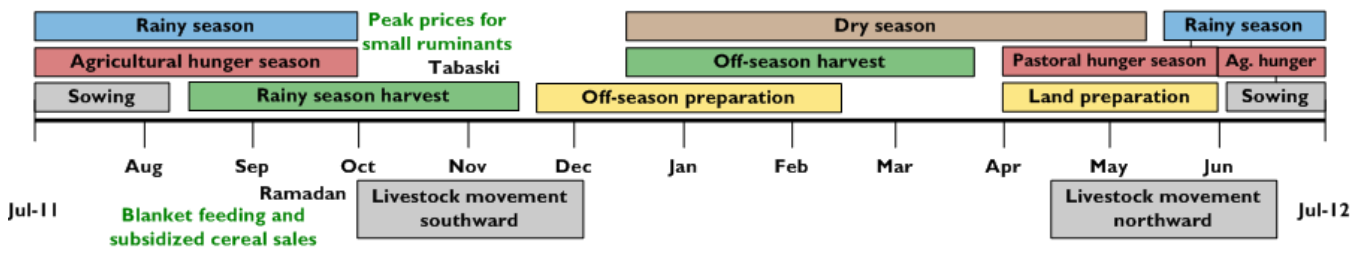 Rainy season
Peak prices for
small ruminants
Dry season
Rainy season
Agricultural hunger season
Tabaski
Off-season harvest
Pastoral hunger season
Ag. hunger
Sowing
Rainy season harvest
Off-season preparation
Land preparation
Sowing
Aug
Sep
Oct
Nov
Dec
Jan
Feb
Mar
Apr
May
Jun
Jul-11
Ramadan
Blanket feeding and
subsidized cereal sales
Livestock movement
southward
Livestock movement
northward
Jul-12